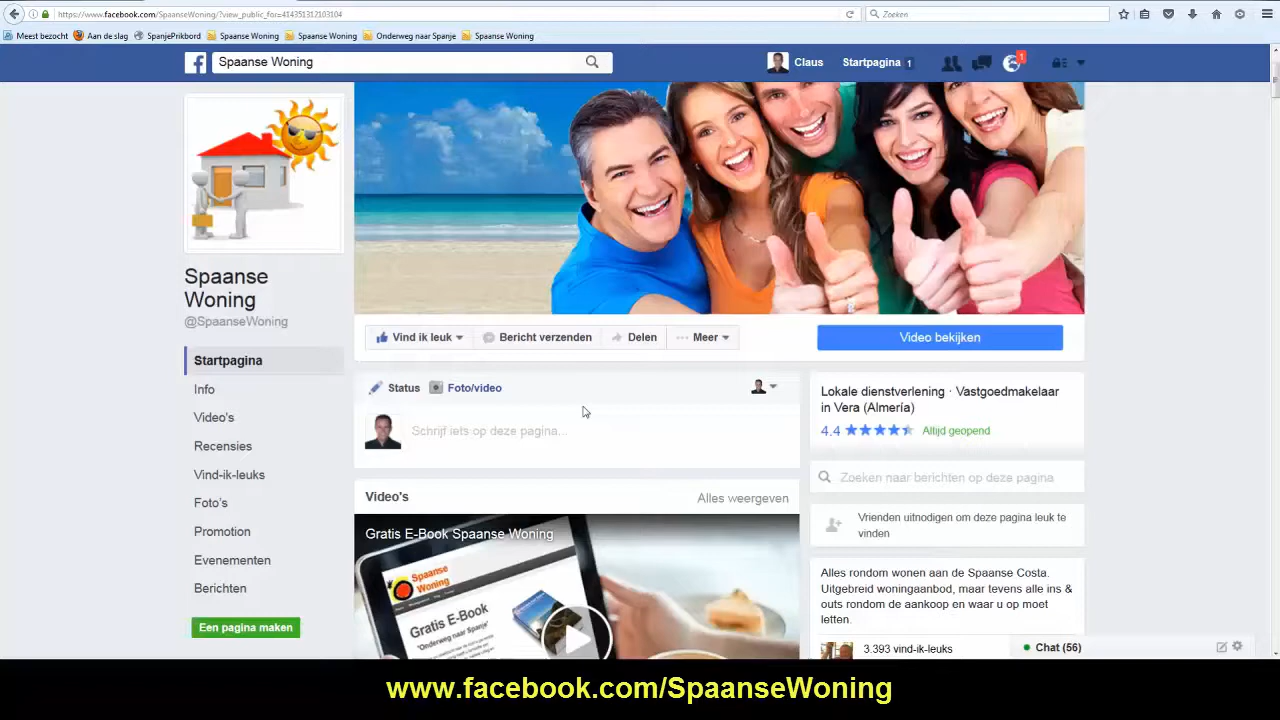 https://www.facebook.com/SpaanseWoning/?view_public_for=414351312103104
Zoeken
Meest bezocht
Aan de slag
SpanjePrikbord
Spaanse Woning
Spaanse Woning
Onderweg naar Spanje
Spaanse Woning
Spaanse Woning
Claus
Startpagina 1
1
Spaanse
Woning
@SpaanseWoning
Startpagina
Info
Video's
Recensies
Vind-ik-leuks
Foto's
Promotion
Evenementen
Berichten
Een pagina maken
Vind ik leuk
Bericht verzenden
Delen
Meer
Video bekijken
Status
Foto/video
Schrijf iets op deze pagina...
Video's
Alles weergeven
Gratis E-Book Spaanse Woning
Spaanse
Woning
Gratis E-Book
'Onderweg naar Spanje'
Lokale dienstverlening · Vastgoedmakelaar
in Vera (Almería)
4,4
Altijd geopend
Zoeken naar berichten op deze pagina
Vrienden uitnodigen om deze pagina leuk te
vinden
Alles rondom wonen aan de Spaanse Costa.
Uitgebreid woningaanbod, maar tevens alle ins &
outs rondom de aankoop en waar u op moet
letten.
3.393 vind-ik-leuks
Chat (56)
www.facebook.com/SpaanseWoning